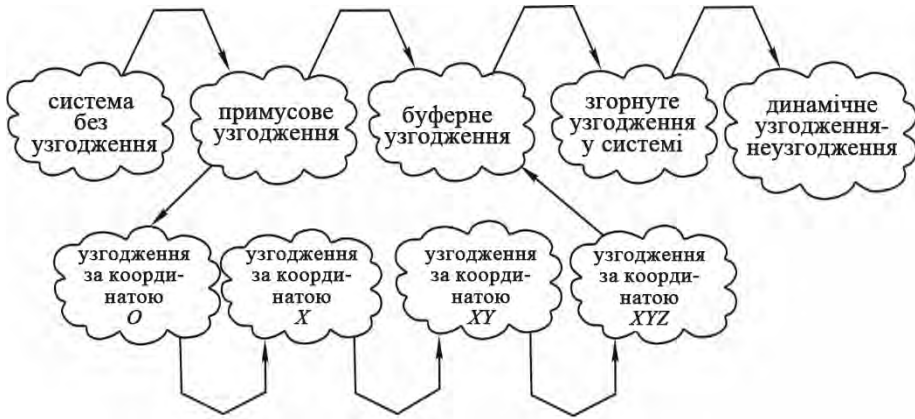 система
без
узгодження
примусове
узгодження
буферне
узгодження
згорнуте
узгодження
у системі
динамічне
узгодження-
неузгодження
узгодження
за коорди-
натою
O
узгодження
за коорди-
натою
X
узгодження
за коорди-
натою
XY
узгодження
за коорди-
натою
XYZ